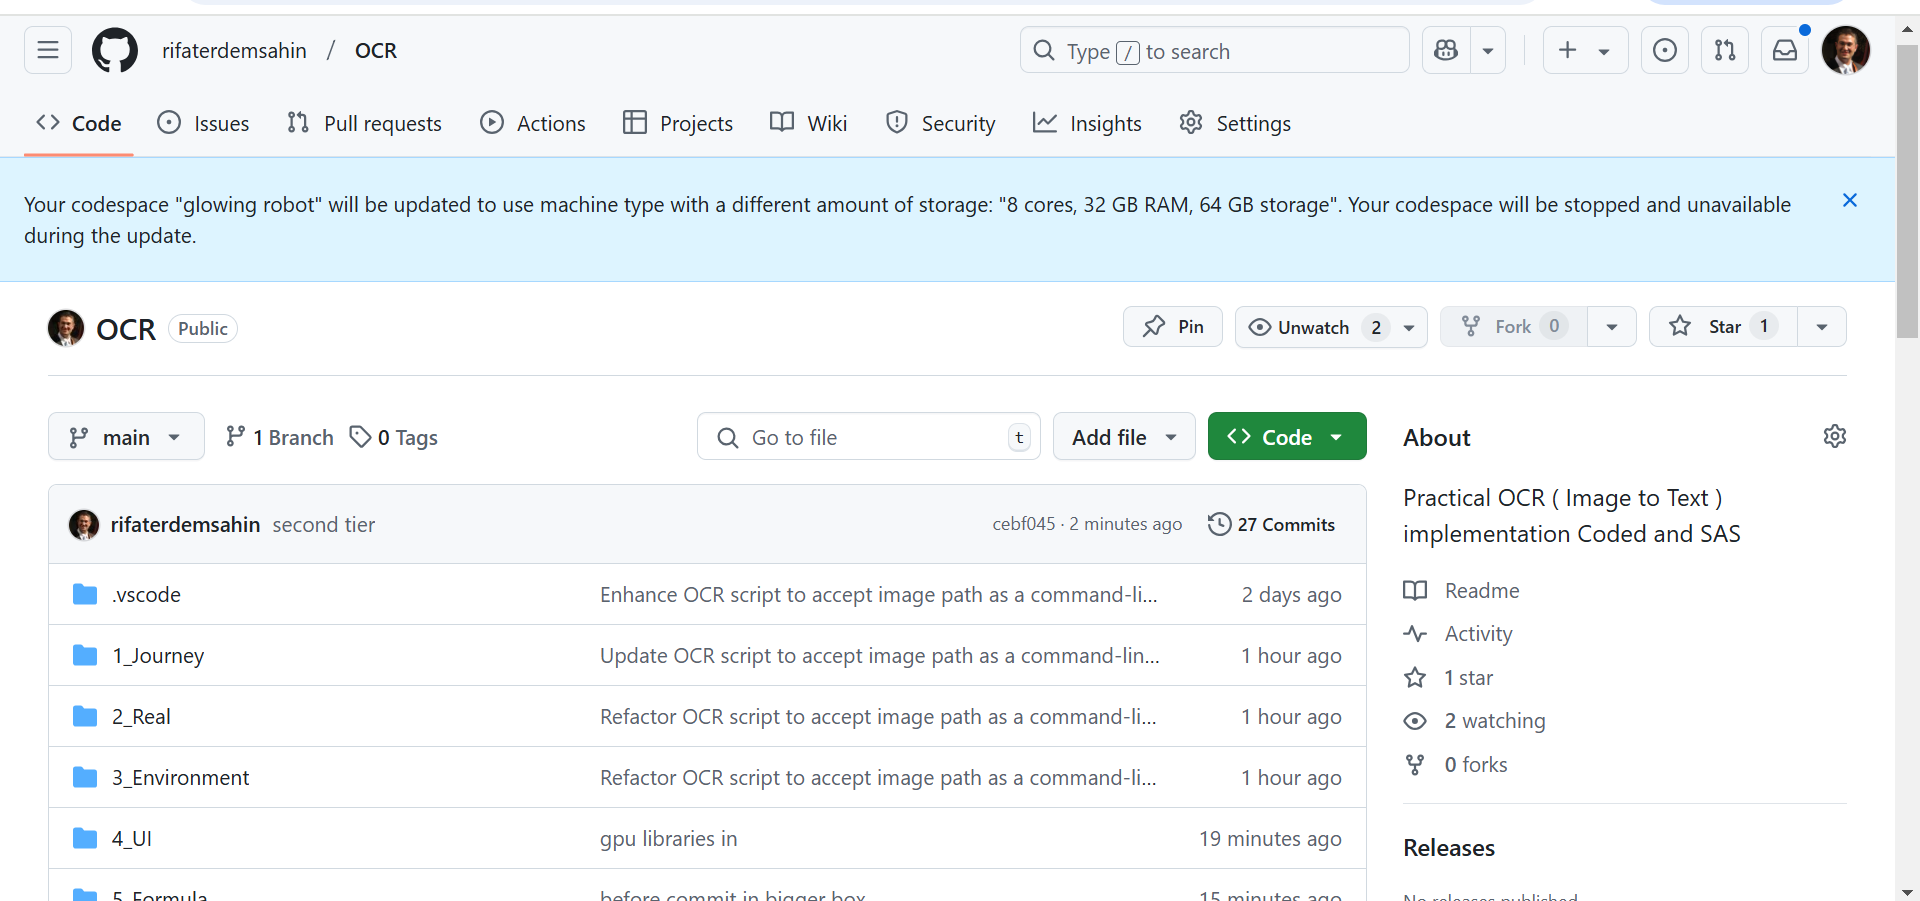 rifaterdemsahin / OCR
Type / to search
Code Issues Pull requests Actions Projects Wiki Security Insights Settings
Your codespace "glowing robot" will be updated to use machine type with a different amount of storage: "8 cores, 32 GB RAM, 64 GB storage". Your codespace will be stopped and unavailable
during the update.
OCR Public
Pin Unwatch 2 Fork 0 Star 1
main 1 Branch 0 Tags Go to file t Add file Code
rifaterdemsahin second tier cebf045 · 2 minutes ago 27 Commits
.vscode Enhance OCR script to accept image path as a command-li... 2 days ago
1_Journey Update OCR script to accept image path as a command-lin... 1 hour ago
2_Real Refactor OCR script to accept image path as a command-li... 1 hour ago
3_Environment Refactor OCR script to accept image path as a command-li... 1 hour ago
4_UI gpu libraries in 19 minutes ago
5_Formula before commit in bigger box 15 minutes ago
About
Practical OCR ( Image to Text )
implementation Coded and SAS
Readme
Activity
1 star
2 watching
0 forks
Releases
No releases published